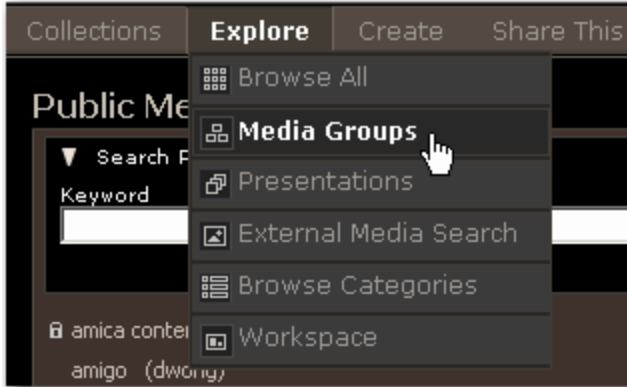 Collections Explore Create Share This
Browse All
Public Me
Media Groups
Search
Presentations
Keyword
External Media Search
Browse Categories
amica conte
Workspace
amigo (dwong)